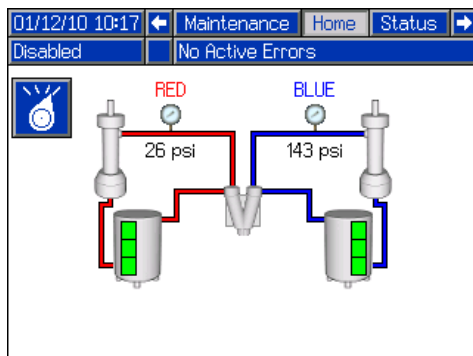 01/12/10 10:17 Maintenance Home Status
Disabled No Active Errors
RED BLUE
26 psi 143 psi